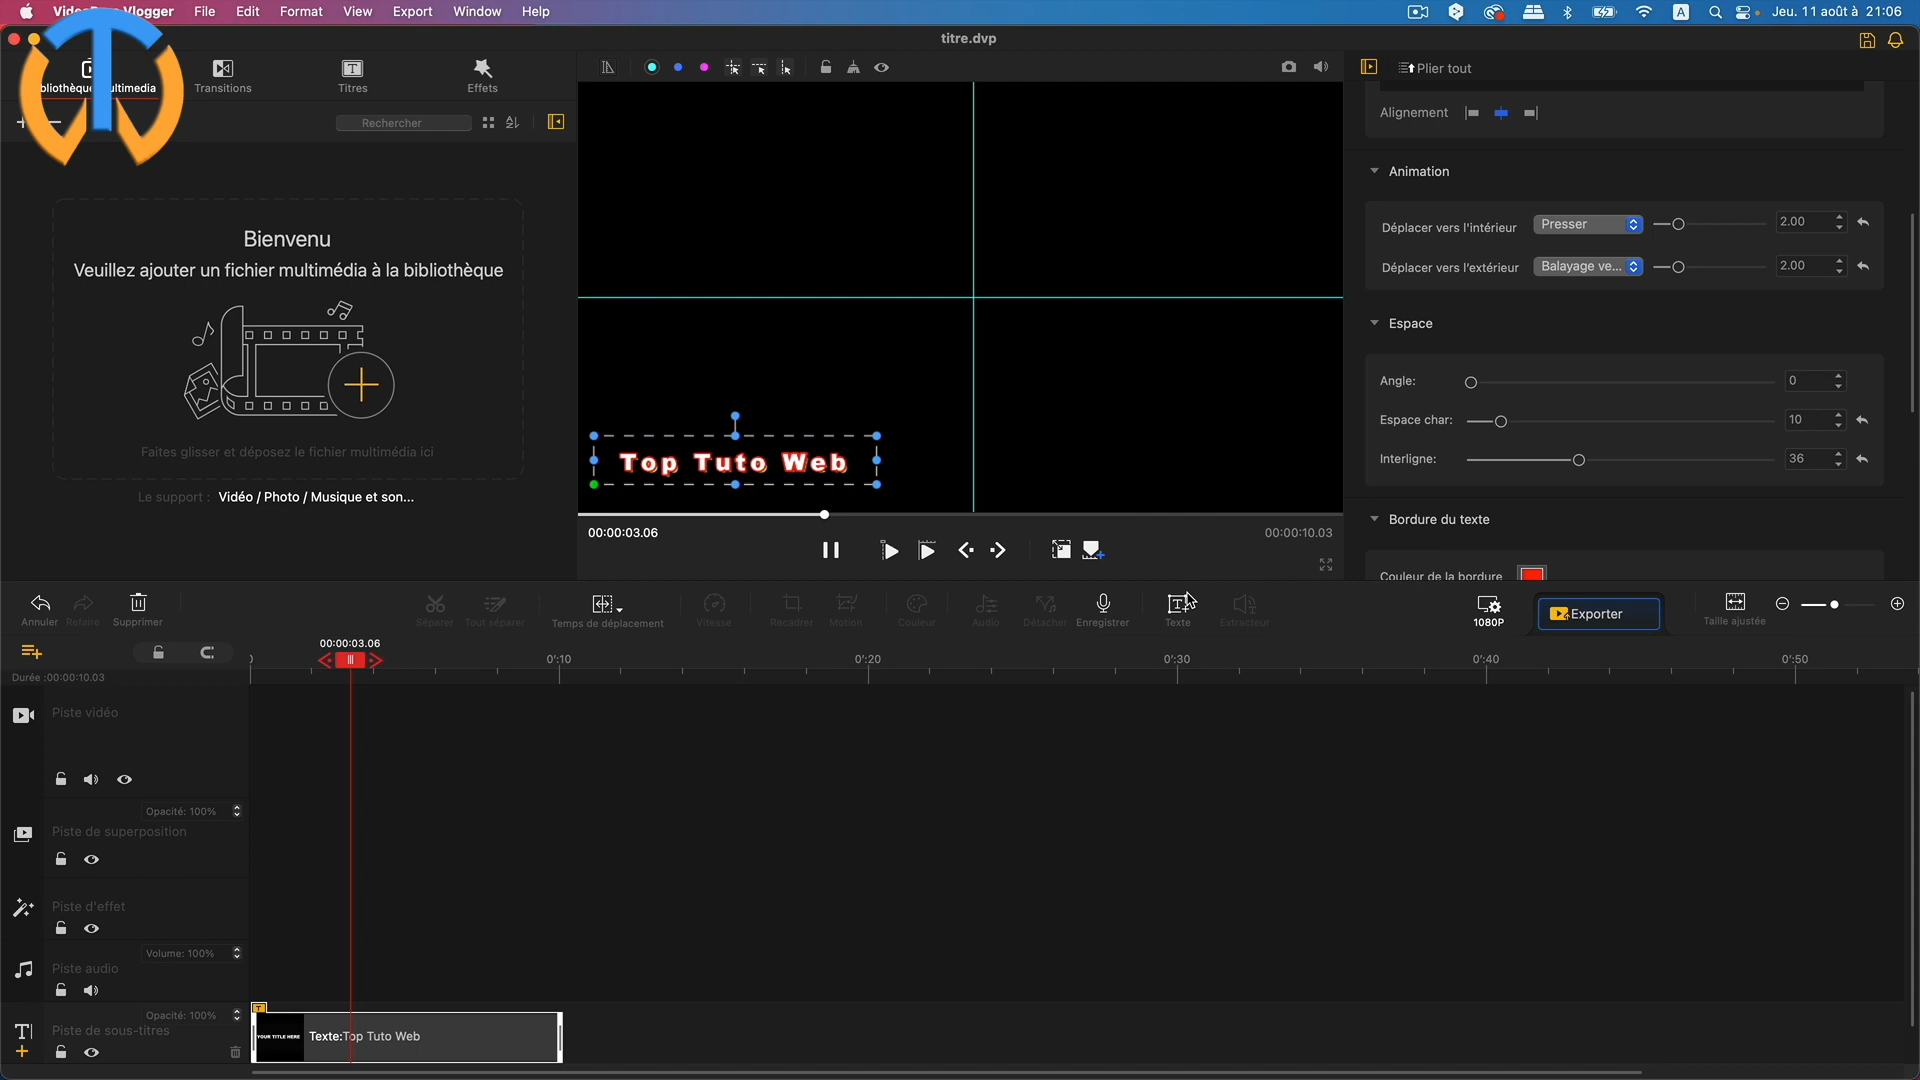 Vlogger File Edit Format View Export Window Help
A Jeu. 11 août à 21:06
titre.dvp
Transitions Titres Effets
Rechercher
Plier tout
Alignement
Bienvenu
Veuillez ajouter un fichier multimédia à la bibliothèque
Faites glisser et déposez le fichier multimédia ici
Le support : Vidéo / Photo / Musique et son...
Top Tuto Web
00:00:03.06
00:00:10.03
Animation
Déplacer vers l'intérieur Presser 2.00
Déplacer vers l'extérieur Balayage ve... 2.00
Espace
Angle: 0
Espace char: 10
Interligne: 36
Bordure du texte
Couleur de la bordure
Annuler Refaire Supprimer Séparer Tout séparer Temps de déplacement Vitesse Recadrer Motion Couleur Audio Détacher Enregistrer Texte Extracteur 1080P Exporter Taille ajustée
00:00:03.06
0':10 0':20 0':30 0':40 0':50
Durée :00:00:10.03
Piste vidéo
Opacité: 100%
Piste de superposition
Piste d'effet
Volume: 100%
Piste audio
Opacité: 100%
Piste de sous-titres
YOUR TITLE HERE Texte:Top Tuto Web